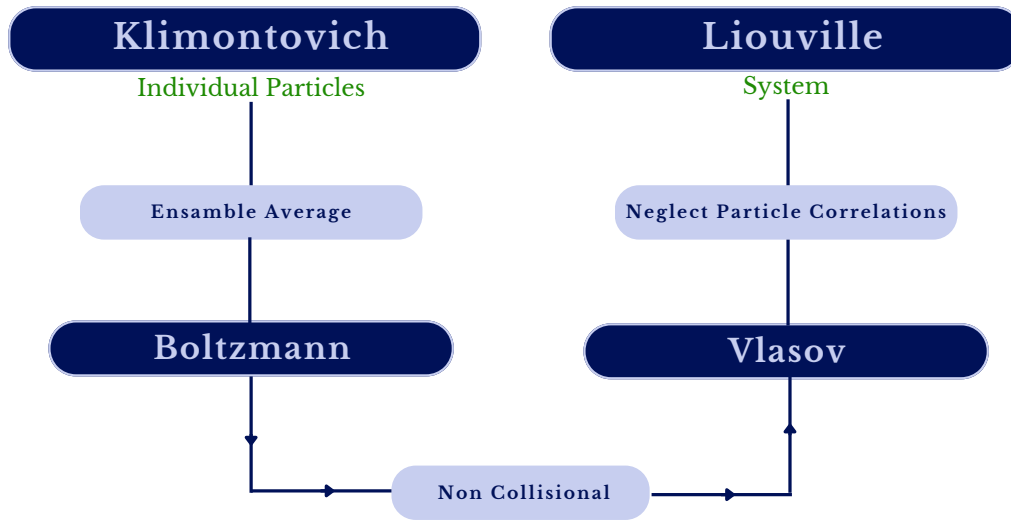 Klimontovich
Liouville
Individual Particles
System
Ensamble Average
Neglect Particle Correlations
Boltzmann
Vlasov
Non Collisional